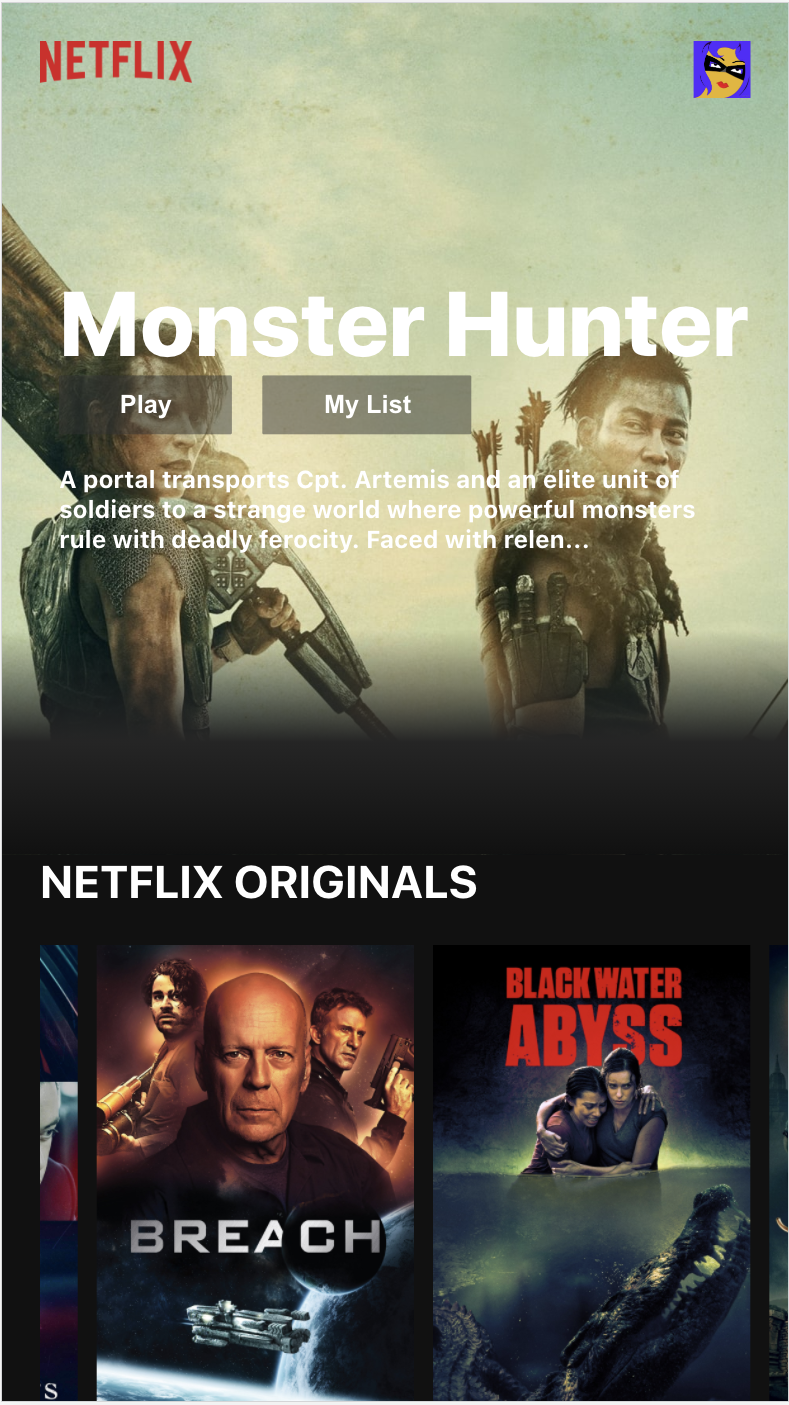 NETFLIX
Monster Hunter
Play
My List
A portal transports Cpt. Artemis and an elite unit of
soldiers to a strange world where powerful monsters
rule with deadly ferocity. Faced with relen...
NETFLIX ORIGINALS
BLACK WATER
ABYSS
BREACH
S